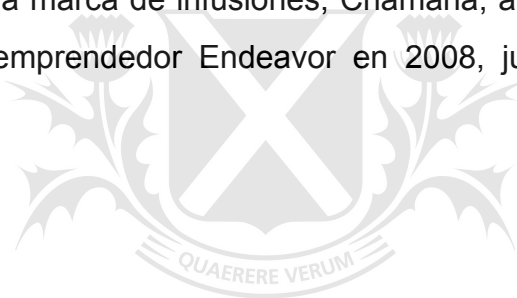 a marca de infusiones, Chamana, a
emprendedor Endeavor en 2008, ju
QUAERERE VERUM